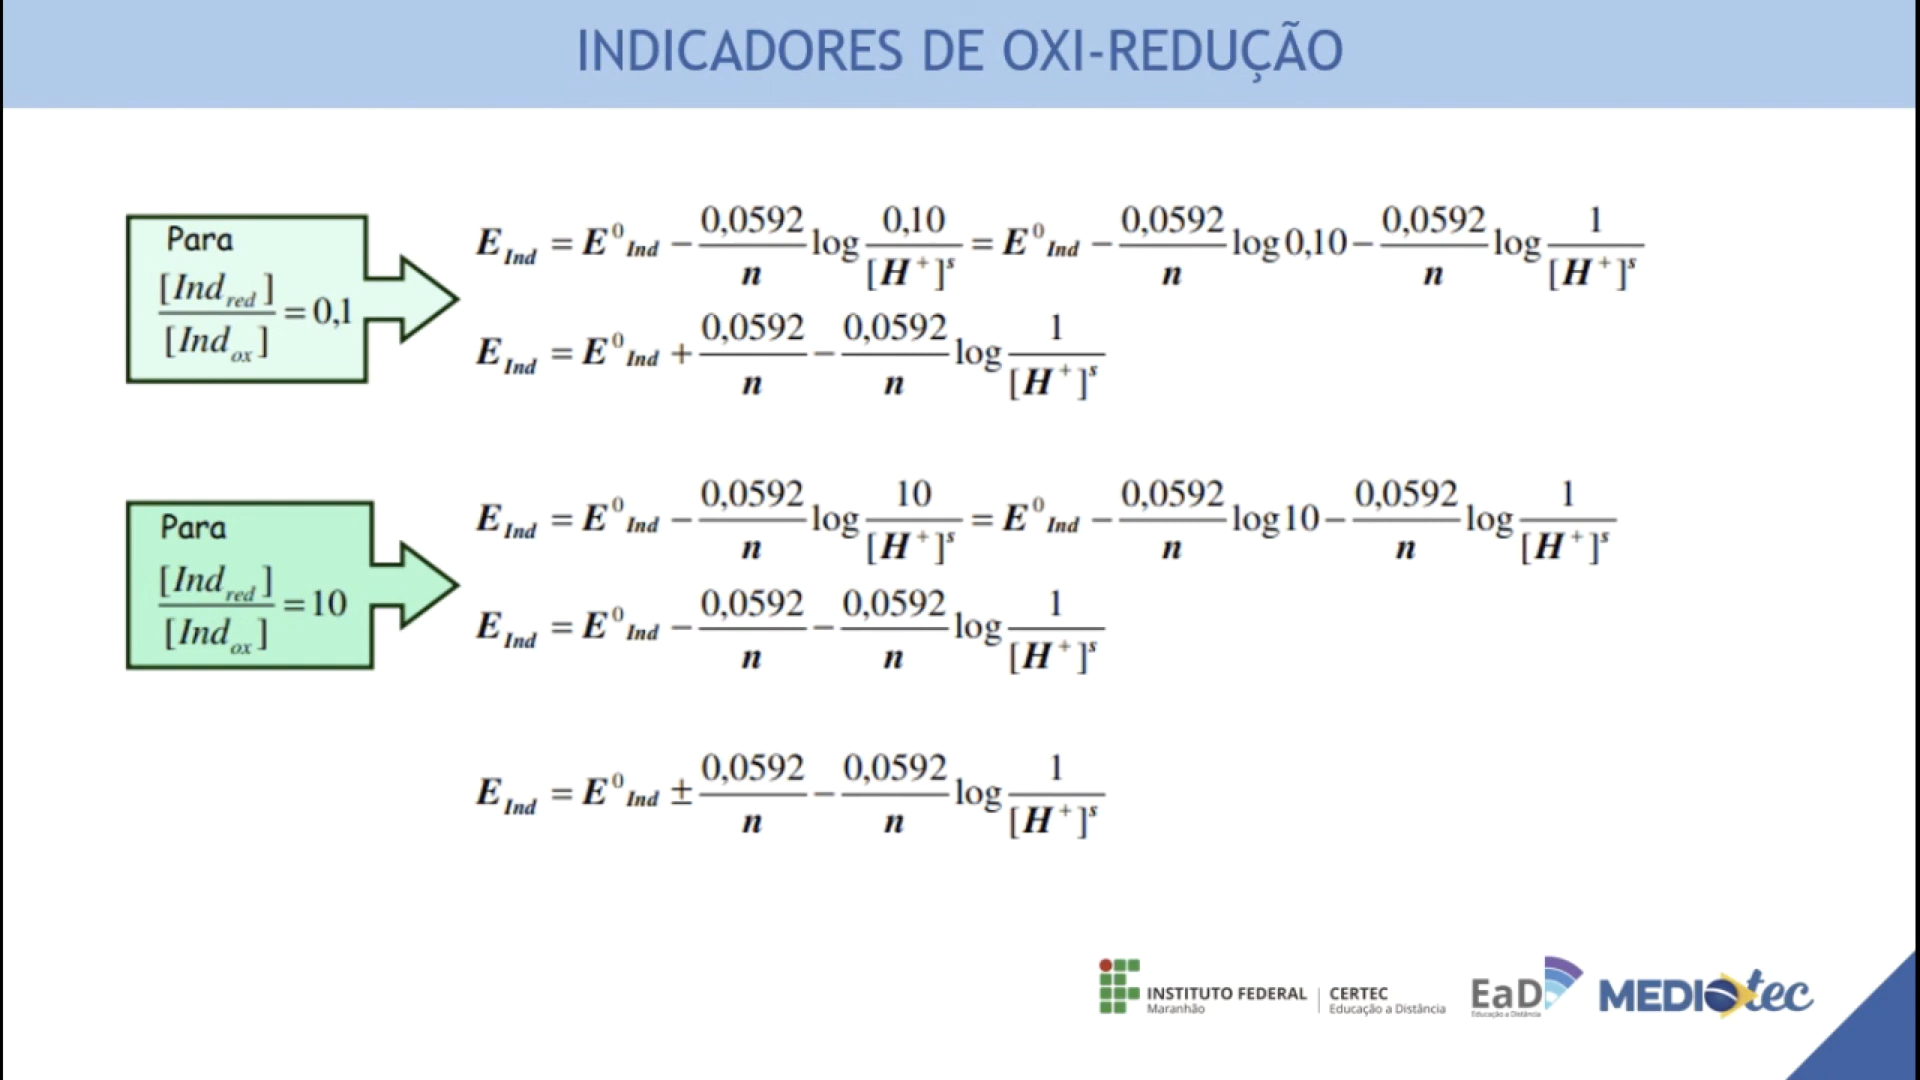 INDICADORES DE OXI-REDUÇÃO
Para
[Ind_red] / [Ind_ox] = 0,1
E_Ind = E⁰_Ind − 0,0592/n log 0,10/[H⁺]ˢ = E⁰_Ind − 0,0592/n log 0,10 − 0,0592/n log 1/[H⁺]ˢ
E_Ind = E⁰_Ind + 0,0592/n − 0,0592/n log 1/[H⁺]ˢ
Para
[Ind_red] / [Ind_ox] = 10
E_Ind = E⁰_Ind − 0,0592/n log 10/[H⁺]ˢ = E⁰_Ind − 0,0592/n log 10 − 0,0592/n log 1/[H⁺]ˢ
E_Ind = E⁰_Ind − 0,0592/n − 0,0592/n log 1/[H⁺]ˢ
E_Ind = E⁰_Ind ± 0,0592/n − 0,0592/n log 1/[H⁺]ˢ
INSTITUTO FEDERAL
Maranhão
CERTEC
Educação a Distância
EaD
Educação a Distância
MEDIOtec